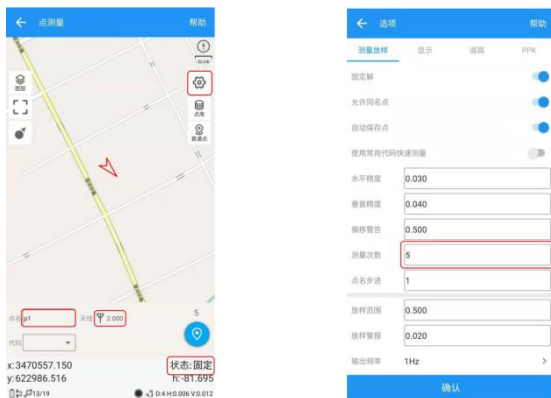 点测量
帮助
图层
点库
普通点
点名 p1
天线 2.000
5
代码
x:3470557.150
y:622986.516
状态:固定
h:-81.695
13/19
D:4 H:0.006 V:0.012
选项
帮助
测量放样
显示
道路
PPK
固定解
允许同名点
自动保存点
使用常用代码快速测量
水平精度 0.030
垂直精度 0.040
偏移警告 0.500
测量次数 5
点名步进 1
放样范围 0.500
放样警报 0.020
输出频率 1Hz
确认